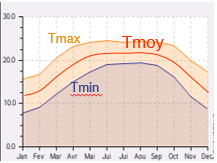 30.0
Tmax
Tmoy
20.0
Tmin
10.0
0.0
Jan Fev Mar Avr Mai Jui Jul Aou Sep Oct Nov Dec